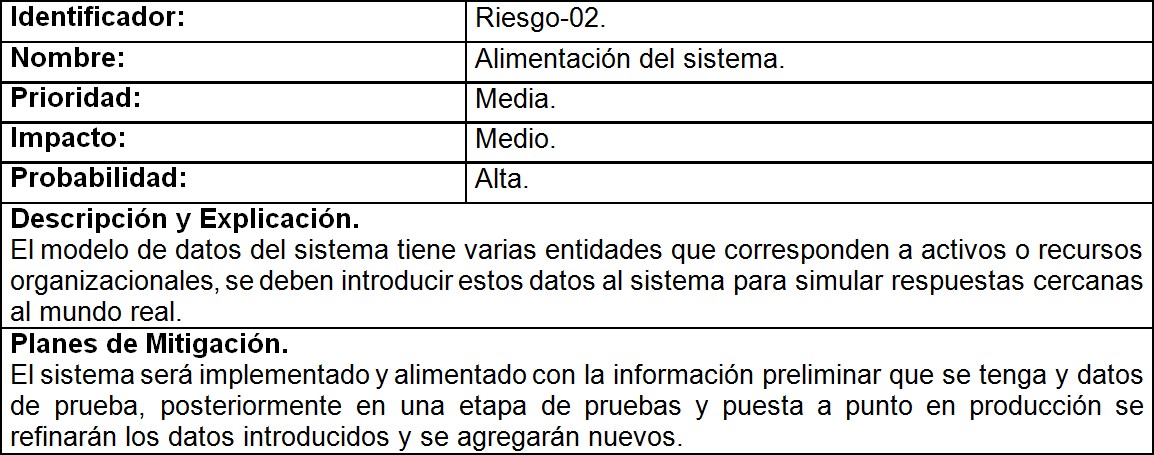 Identificador: Riesgo-02.
Nombre: Alimentación del sistema.
Prioridad: Media.
Impacto: Medio.
Probabilidad: Alta.
Descripción y Explicación.
El modelo de datos del sistema tiene varias entidades que corresponden a activos o recursos
organizacionales, se deben introducir estos datos al sistema para simular respuestas cercanas
al mundo real.
Planes de Mitigación.
El sistema será implementado y alimentado con la información preliminar que se tenga y datos
de prueba, posteriormente en una etapa de pruebas y puesta a punto en producción se
refinarán los datos introducidos y se agregarán nuevos.